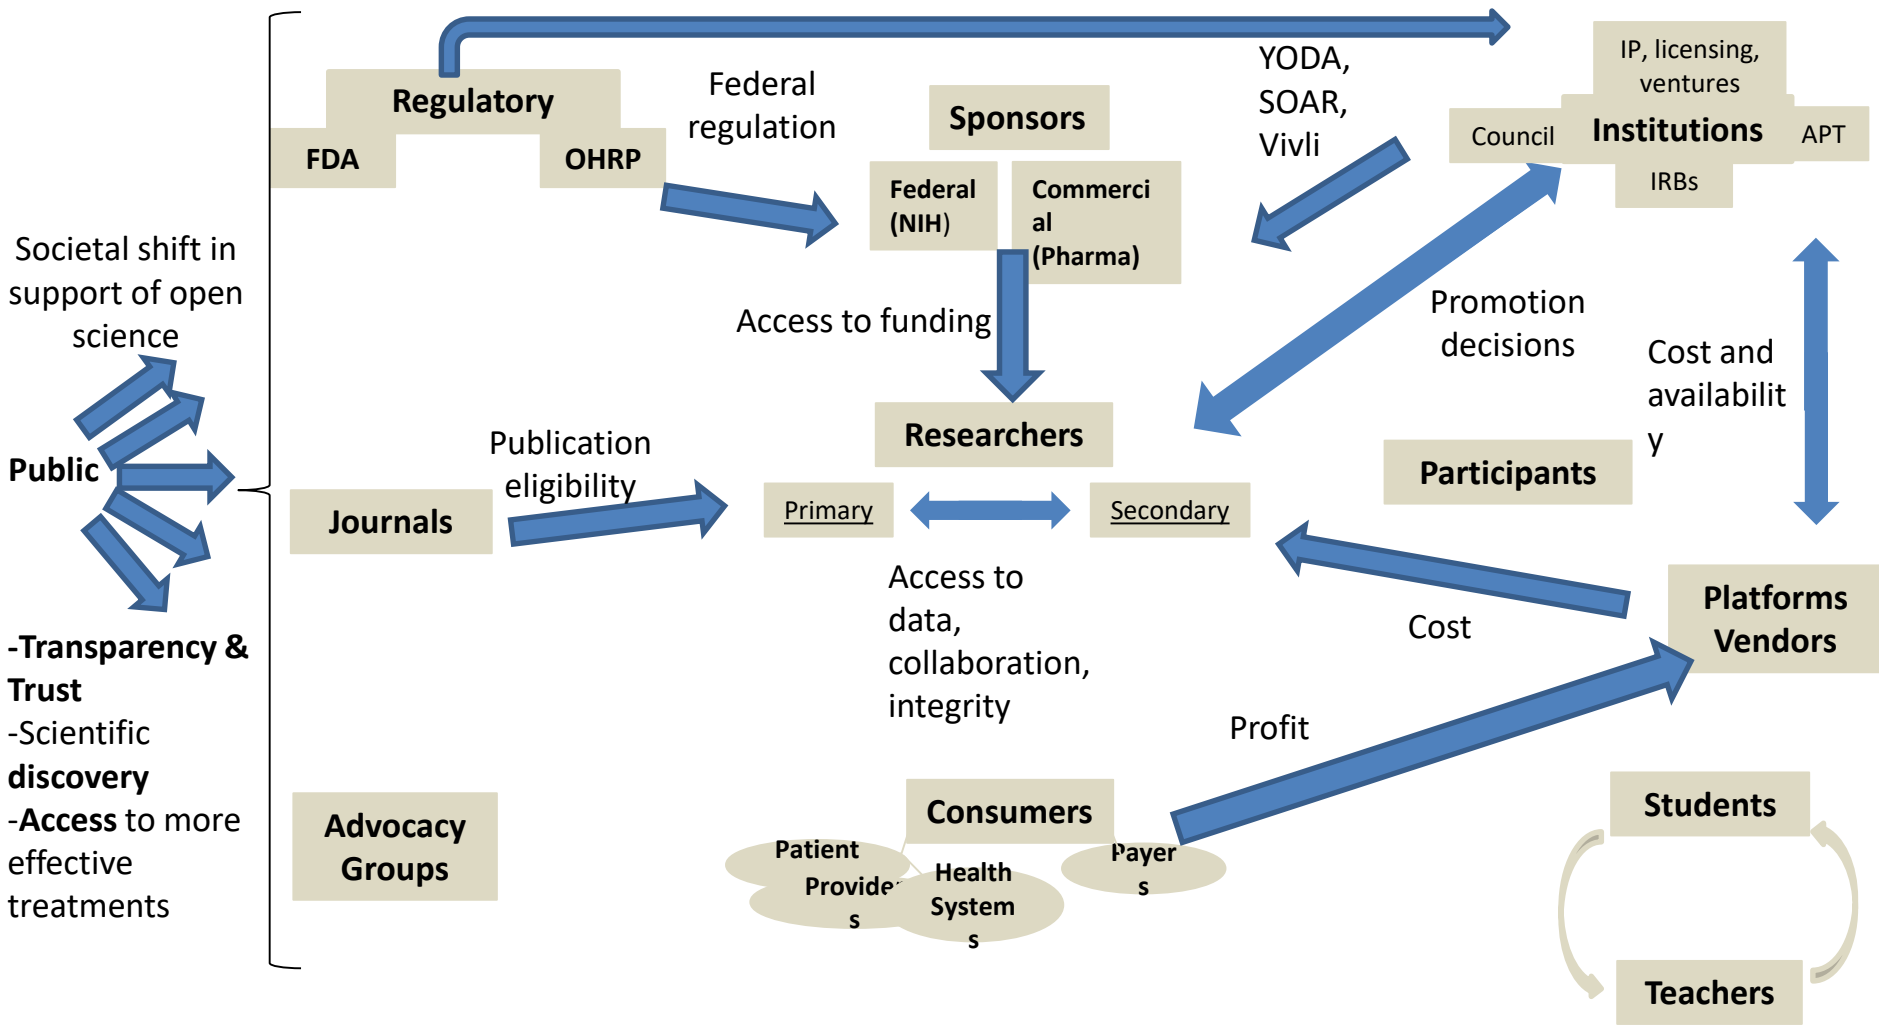 Regulatory
FDA
OHRP
Federal
regulation
Sponsors
Federal
(NIH)
Commerci
al
(Pharma)
YODA,
SOAR,
Vivli
IP, licensing,
ventures
Council
Institutions
APT
IRBs
Societal shift in
support of open
science
Public
-Transparency &
Trust
-Scientific
discovery
-Access to more
effective
treatments
Access to funding
Promotion
decisions
Cost and
availabilit
y
Researchers
Primary
Secondary
Participants
Publication
eligibility
Journals
Access to
data,
collaboration,
integrity
Cost
Platforms
Vendors
Profit
Advocacy
Groups
Consumers
Patient
Provider
s
Health
System
s
Payer
s
Students
Teachers